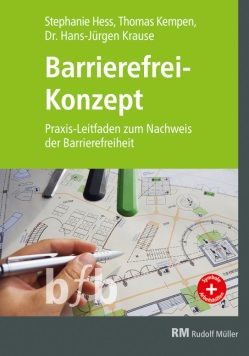 Stephanie Hess, Thomas Kempen,
Dr. Hans-Jürgen Krause
Barrierefrei-
Konzept
Praxis-Leitfaden zum Nachweis
der Barrierefreiheit
bfb
+
RM Rudolf Müller